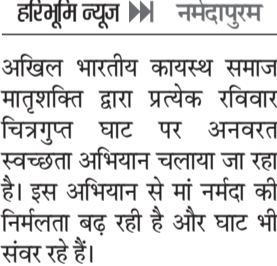 हरिभूमि न्यूज नर्मदापुरम
अखिल भारतीय कायस्थ समाज
मातृशक्ति द्वारा प्रत्येक रविवार
चित्रगुप्त घाट पर अनवरत
स्वच्छता अभियान चलाया जा रहा
है। इस अभियान से मां नर्मदा की
निर्मलता बढ़ रही है और घाट भी
संवर रहे हैं।